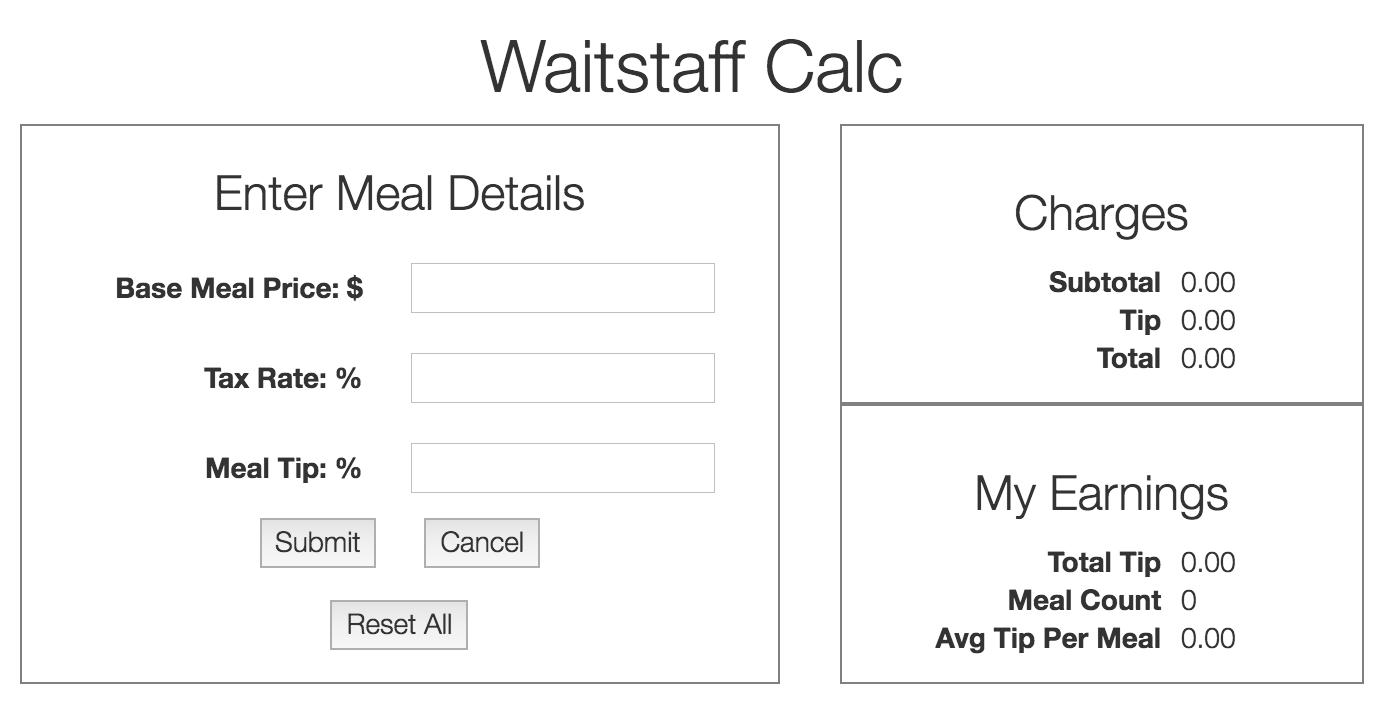 Waitstaff Calc
Enter Meal Details
Base Meal Price: $
Tax Rate: %
Meal Tip: %
Submit Cancel
Reset All
Charges
Subtotal 0.00
Tip 0.00
Total 0.00
My Earnings
Total Tip 0.00
Meal Count 0
Avg Tip Per Meal 0.00